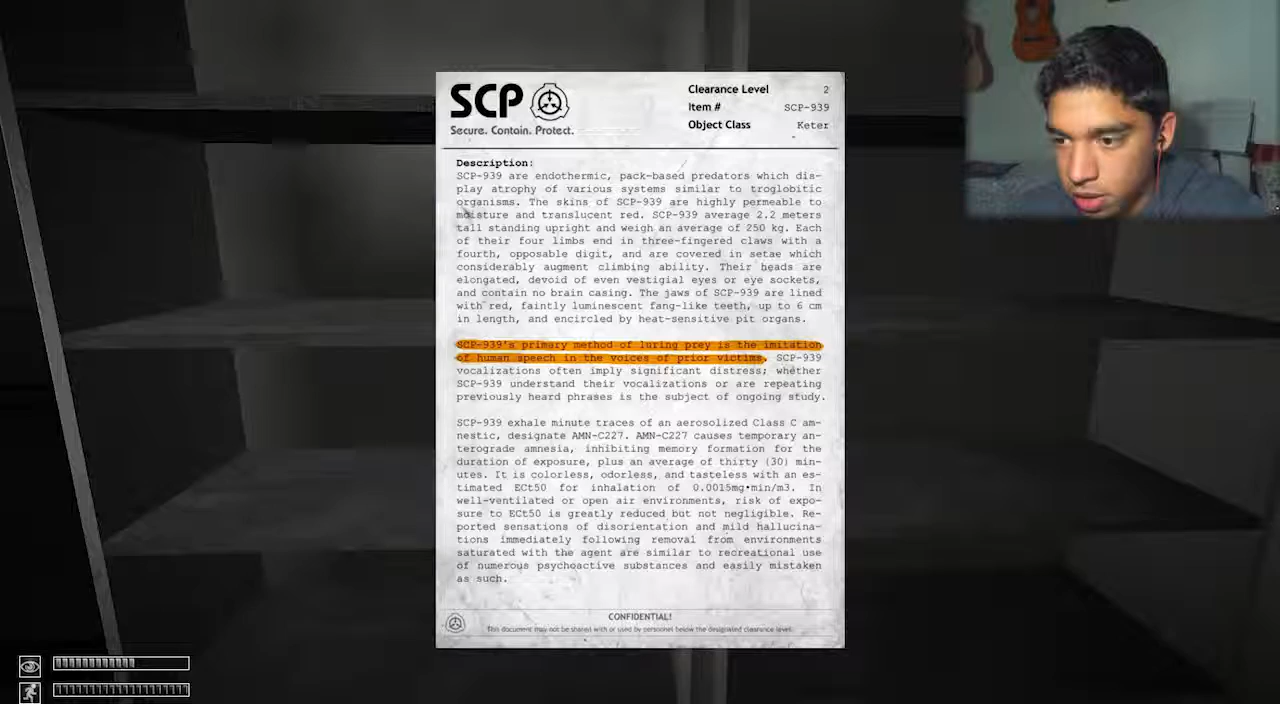 SCP
Secure. Contain. Protect.
Clearance Level 2
Item # SCP-939
Object Class Keter
Description:
SCP-939 are endothermic, pack-based predators which dis-
play atrophy of various systems similar to troglobitic
organisms. The skins of SCP-939 are highly permeable to
moisture and translucent red. SCP-939 average 2.2 meters
tall standing upright and weigh an average of 250 kg. Each
of their four limbs end in three-fingered claws with a
fourth, opposable digit, and are covered in setae which
considerably augment climbing ability. Their heads are
elongated, devoid of even vestigial eyes or eye sockets,
and contain no brain casing. The jaws of SCP-939 are lined
with red, faintly luminescent fang-like teeth, up to 6 cm
in length, and encircled by heat-sensitive pit organs.
SCP-939's primary method of luring prey is the imitation
of human speech in the voices of prior victims. SCP-939
vocalizations often imply significant distress; whether
SCP-939 understand their vocalizations or are repeating
previously heard phrases is the subject of ongoing study.
SCP-939 exhale minute traces of an aerosolized Class C am-
nestic, designate AMN-C227. AMN-C227 causes temporary an-
terograde amnesia, inhibiting memory formation for the
duration of exposure, plus an average of thirty (30) min-
utes. It is colorless, odorless, and tasteless with an es-
timated ECt50 for inhalation of 0.0015mg•min/m3. In
well-ventilated or open air environments, risk of expo-
sure to ECt50 is greatly reduced but not negligible. Re-
ported sensations of disorientation and mild hallucina-
tions immediately following removal from environments
saturated with the agent are similar to recreational use
of numerous psychoactive substances and easily mistaken
as such.
CONFIDENTIAL!
This document may not be shared with or used by personnel below the designated clearance level.